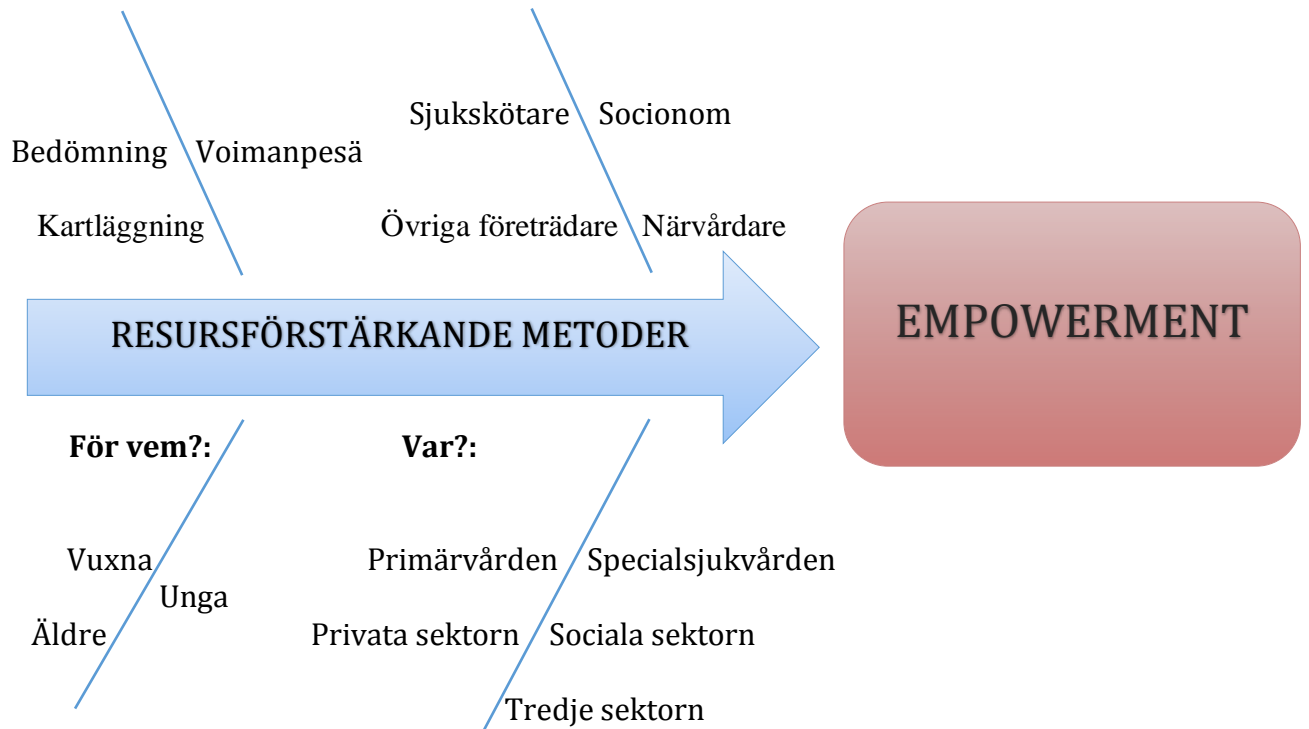 Sjukskötare Socionom
Bedömning Voimanpesä
Kartläggning
Övriga företrädare Närvårdare
RESURSFÖRSTÄRKANDE METODER
EMPOWERMENT
För vem?:
Var?:
Vuxna
Unga
Äldre
Primärvården Specialsjukvården
Privata sektorn Sociala sektorn
Tredje sektorn